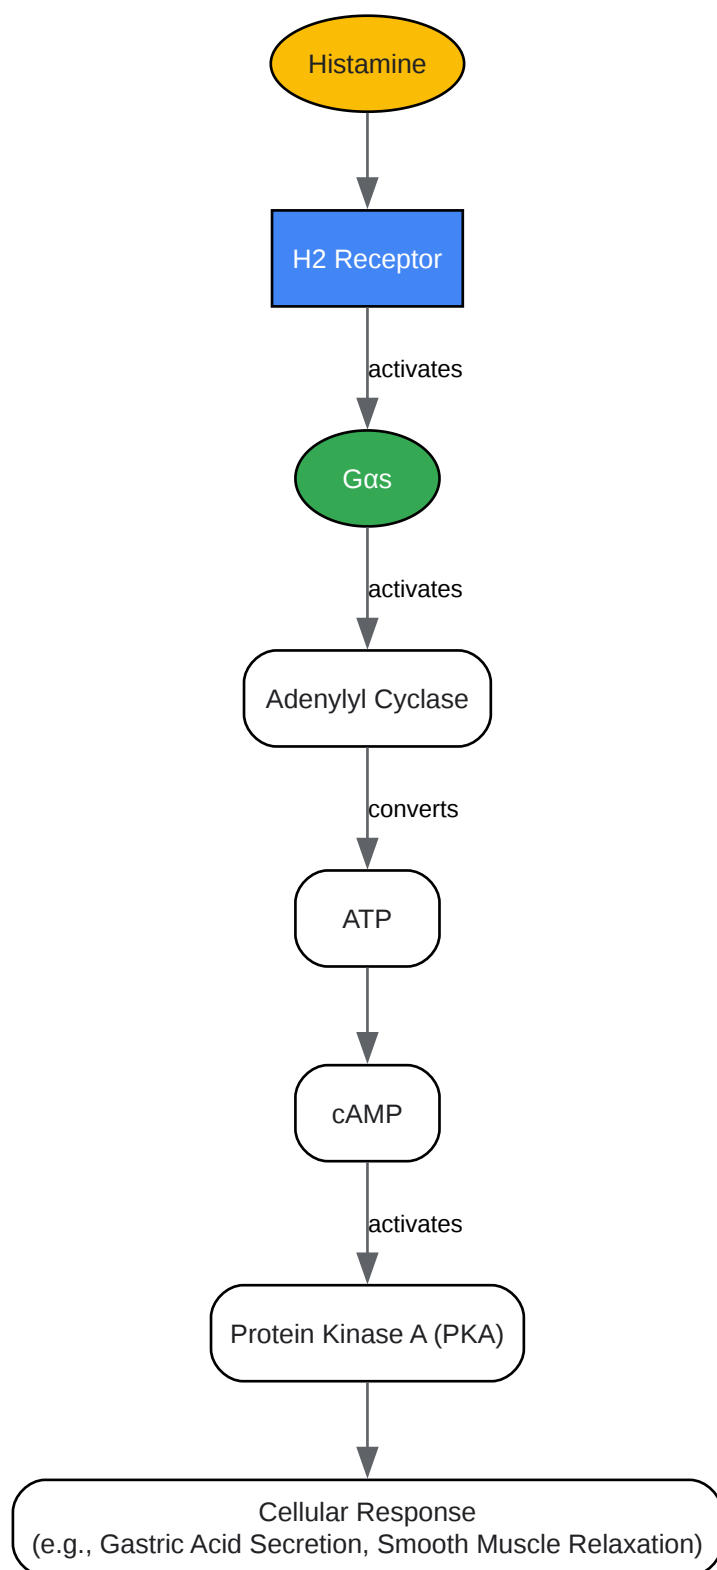 Histamine
H2 Receptor
activates
Gαs
activates
Adenylyl Cyclase
converts
ATP
cAMP
activates
Protein Kinase A (PKA)
Cellular Response
(e.g., Gastric Acid Secretion, Smooth Muscle Relaxation)